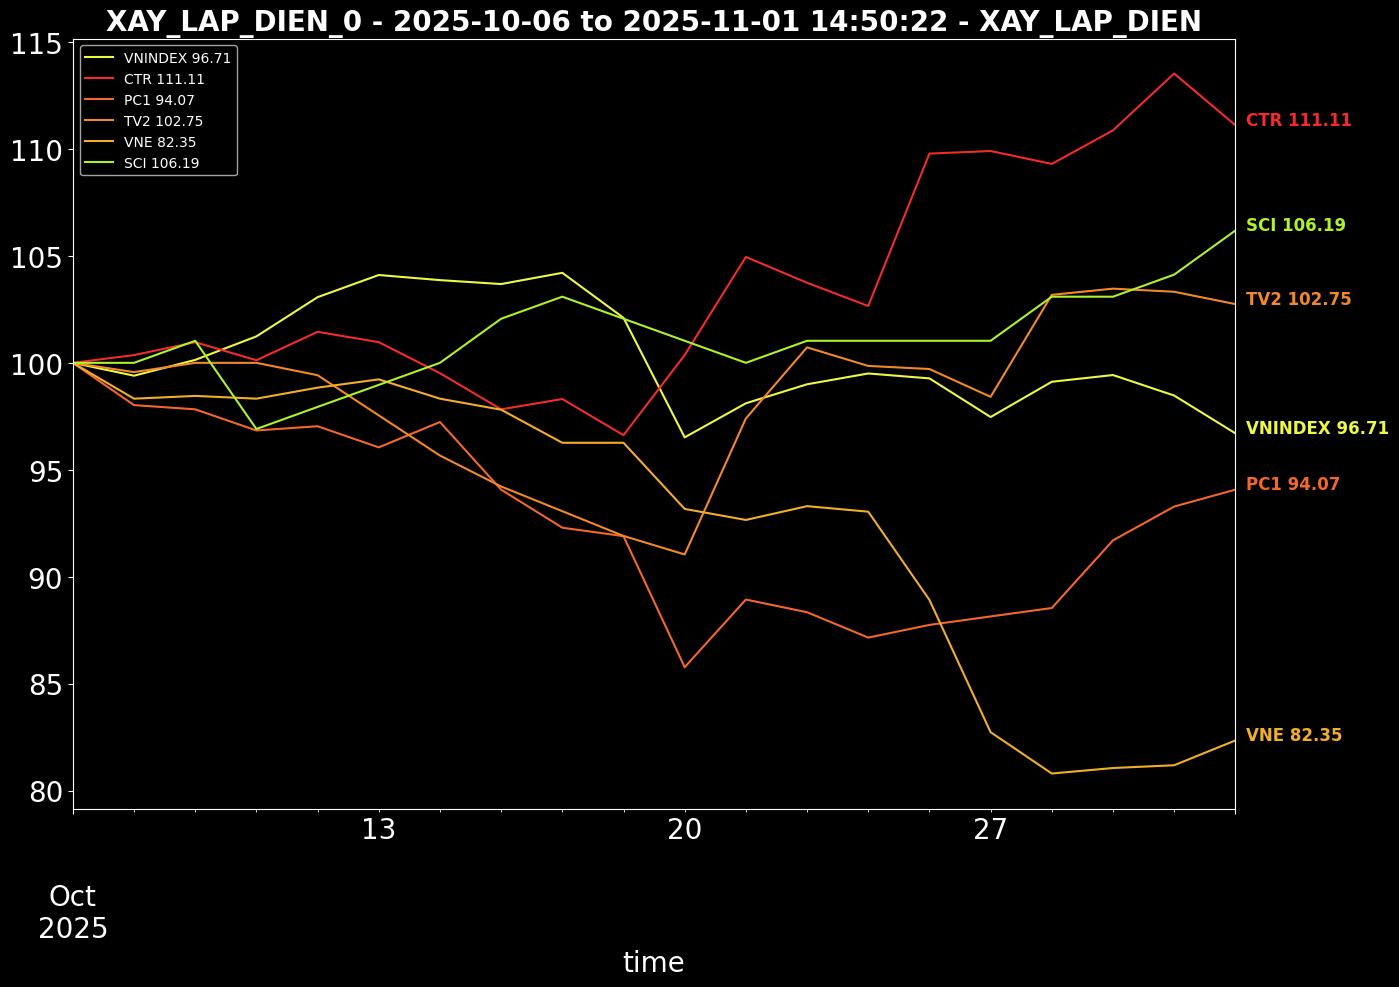 XAY_LAP_DIEN_0 - 2025-10-06 to 2025-11-01 14:50:22 - XAY_LAP_DIEN
VNINDEX 96.71
CTR 111.11
PC1 94.07
TV2 102.75
VNE 82.35
SCI 106.19
115
110
105
100
95
90
85
80
CTR 111.11
SCI 106.19
TV2 102.75
VNINDEX 96.71
PC1 94.07
VNE 82.35
13
20
27
Oct
2025
time